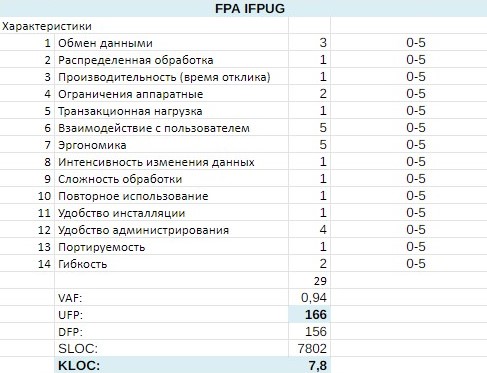 FPA IFPUG
Характеристики
1 Обмен данными 3 0-5
2 Распределенная обработка 1 0-5
3 Производительность (время отклика) 1 0-5
4 Ограничения аппаратные 2 0-5
5 Транзакционная нагрузка 1 0-5
6 Взаимодействие с пользователем 5 0-5
7 Эргономика 5 0-5
8 Интенсивность изменения данных 1 0-5
9 Сложность обработки 1 0-5
10 Повторное использование 1 0-5
11 Удобство инсталляции 1 0-5
12 Удобство администрирования 4 0-5
13 Портируемость 1 0-5
14 Гибкость 2 0-5
29
VAF: 0,94
UFP: 166
DFP: 156
SLOC: 7802
KLOC: 7,8